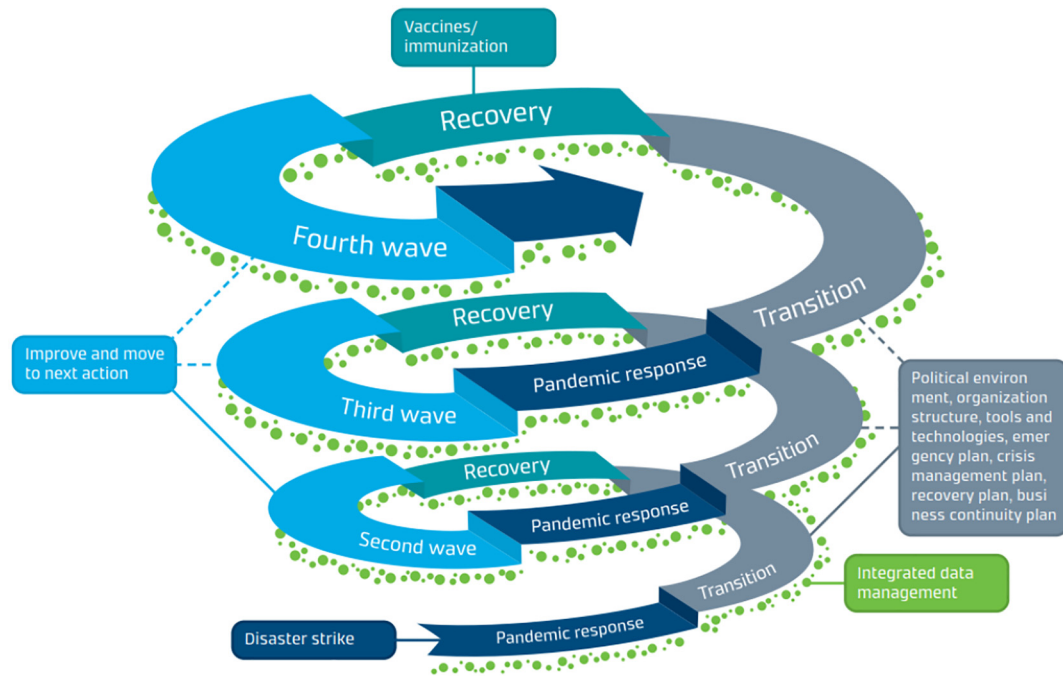 Vaccines/
immunization
Recovery
Fourth wave
Transition
Recovery
Improve and move
to next action
Third wave
Pandemic response
Transition
Political environ
ment, organization
structure, tools and
technologies, emer
gency plan, crisis
management plan,
recovery plan, busi
ness continuity plan
Recovery
Second wave
Pandemic response
Transition
Integrated data
management
Disaster strike
Pandemic response